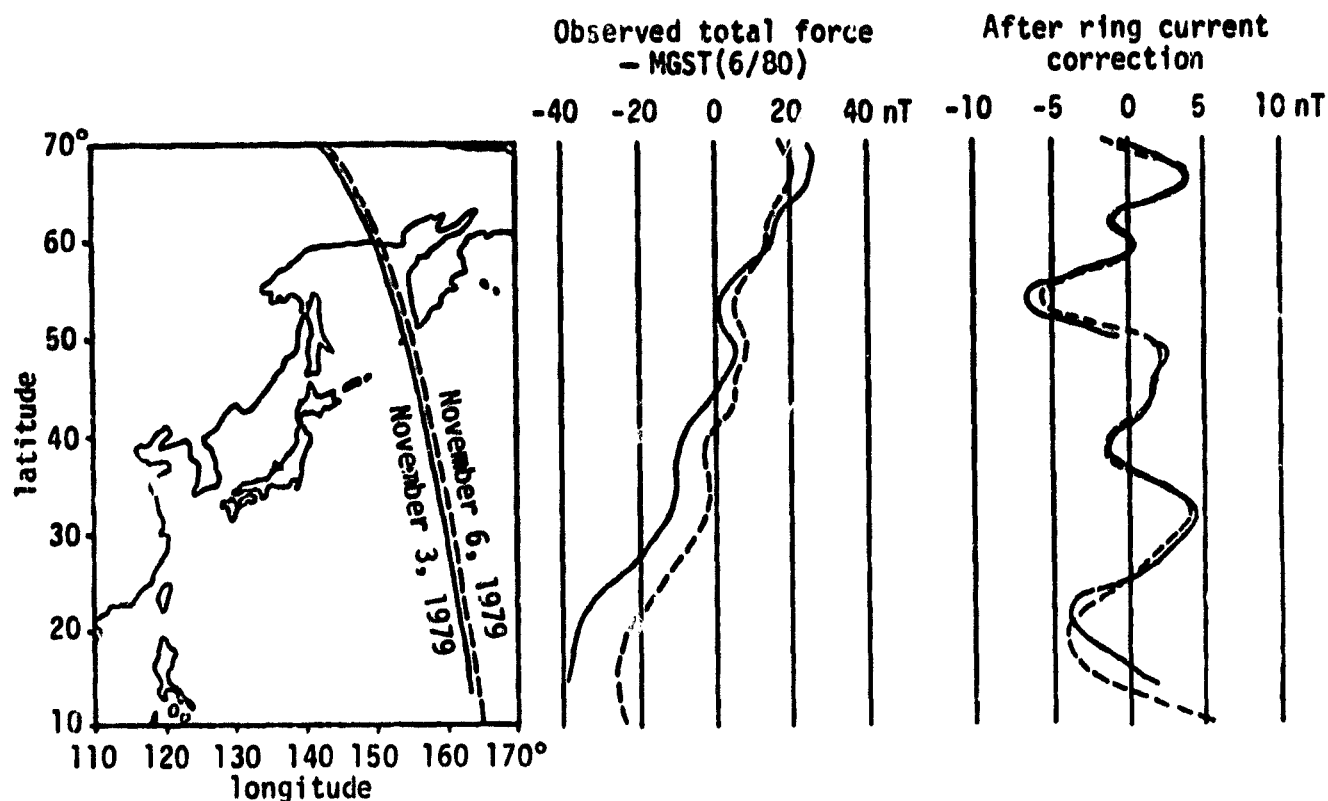 Observed total force
— MGST(6/80)
After ring current
correction
-40 -20 0 20 40 nT
-10 -5 0 5 10 nT
70°
60
50
40
30
20
10
latitude
November 6, 1979
November 3, 1979
110 120 130 140 150 160 170°
longitude